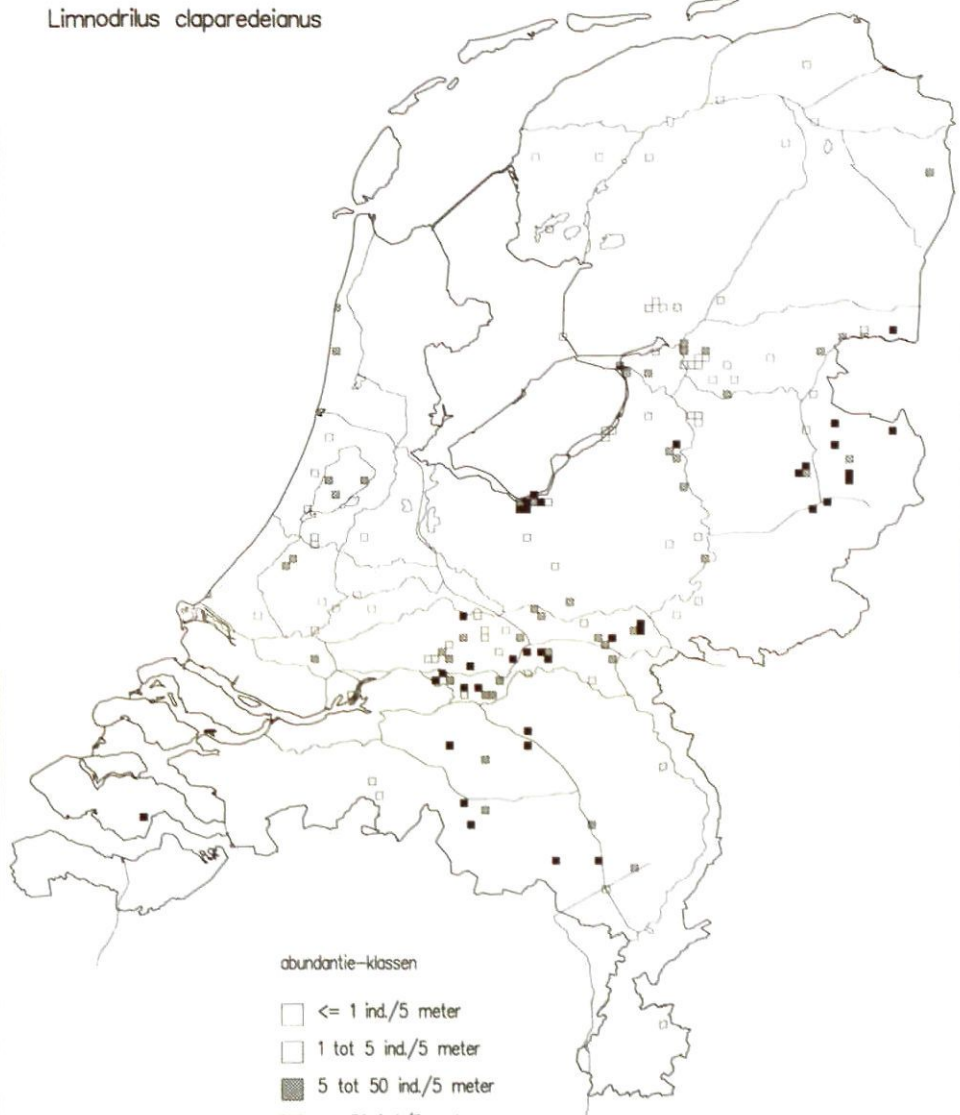 Limnodrilus claparedeianus
abundantie-klassen
<= 1 ind./5 meter
1 tot 5 ind./5 meter
5 tot 50 ind./5 meter